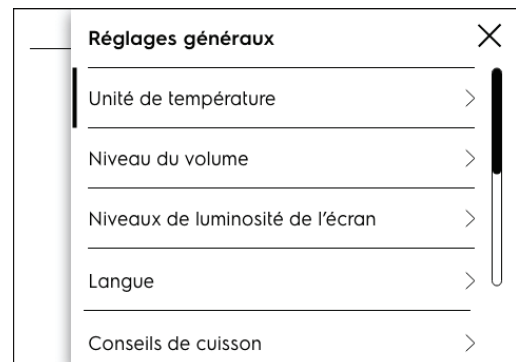 Réglages généraux
Unité de température
Niveau du volume
Niveaux de luminosité de l'écran
Langue
Conseils de cuisson